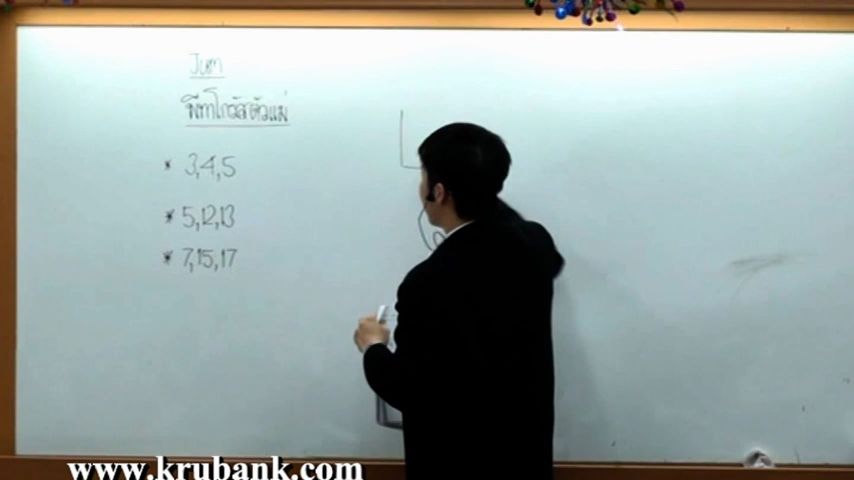 Jum
พีทาโกรัสตัวแม่
* 3,4,5
* 5,12,13
* 7,15,17
www.krubank.com